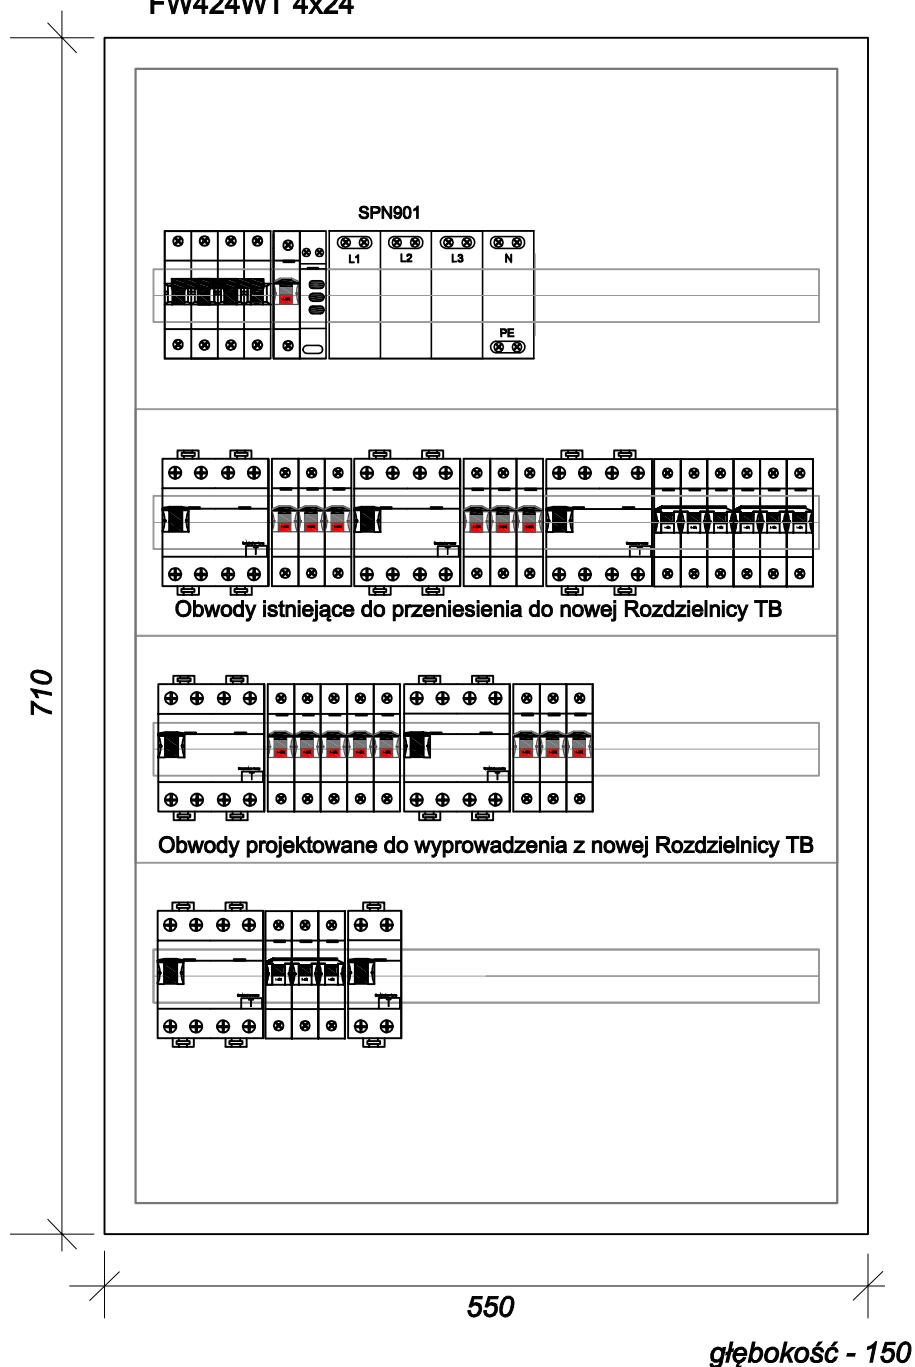 FW424WT 4x24
SPN901
L1 L2 L3 N
PE
Obwody istniejące do przeniesienia do nowej Rozdzielnicy TB
710
Obwody projektowane do wyprowadzenia z nowej Rozdzielnicy TB
550
głębokość - 150